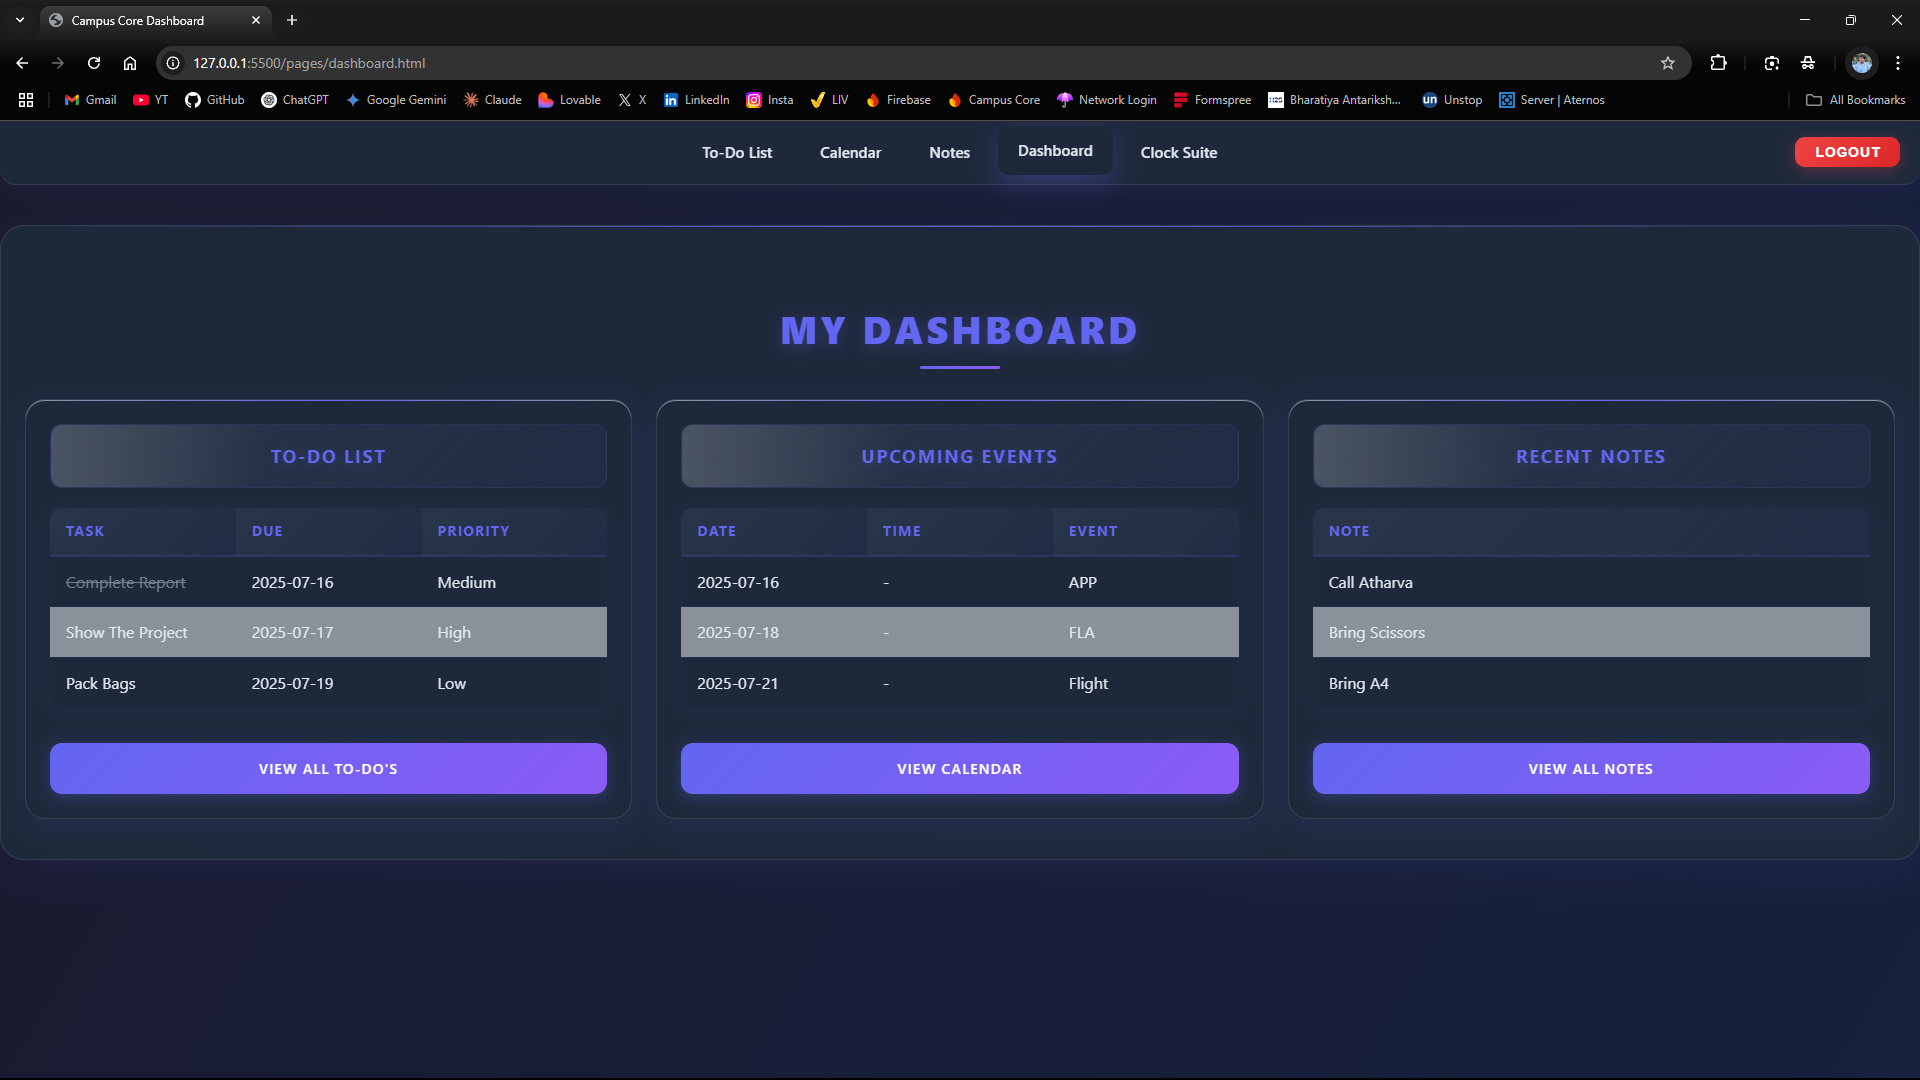 Campus Core Dashboard
127.0.0.1:5500/pages/dashboard.html
Gmail YT GitHub ChatGPT Google Gemini Claude Lovable X LinkedIn Insta LIV Firebase Campus Core Network Login Formspree Bharatiya Antariksh... un Unstop Server | Aternos All Bookmarks
To-Do List Calendar Notes Dashboard Clock Suite LOGOUT
MY DASHBOARD
TO-DO LIST
TASK DUE PRIORITY
Complete Report 2025-07-16 Medium
Show The Project 2025-07-17 High
Pack Bags 2025-07-19 Low
VIEW ALL TO-DO'S
UPCOMING EVENTS
DATE TIME EVENT
2025-07-16 - APP
2025-07-18 - FLA
2025-07-21 - Flight
VIEW CALENDAR
RECENT NOTES
NOTE
Call Atharva
Bring Scissors
Bring A4
VIEW ALL NOTES